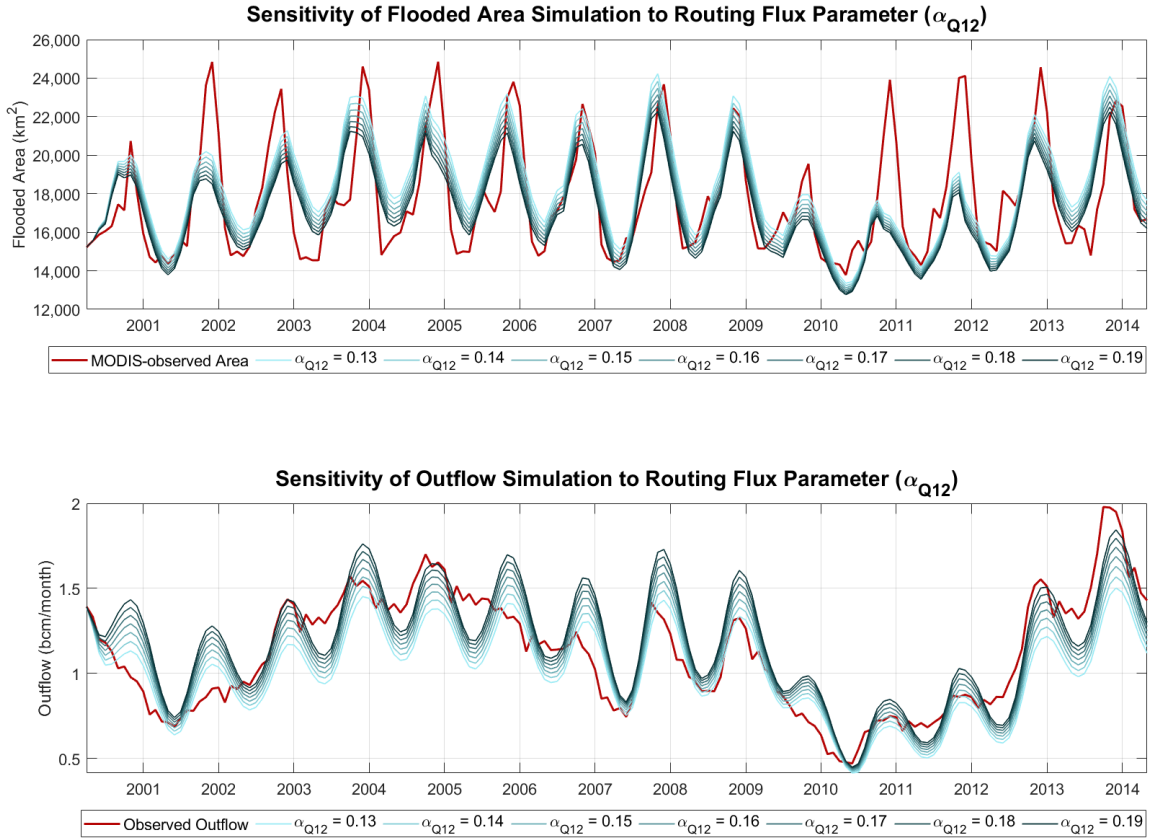 Sensitivity of Flooded Area Simulation to Routing Flux Parameter (αQ12)
26,000
24,000
22,000
20,000
18,000
16,000
14,000
12,000
Flooded Area (km2)
2001 2002 2003 2004 2005 2006 2007 2008 2009 2010 2011 2012 2013 2014
MODIS-observed Area αQ12 = 0.13 αQ12 = 0.14 αQ12 = 0.15 αQ12 = 0.16 αQ12 = 0.17 αQ12 = 0.18 αQ12 = 0.19
Sensitivity of Outflow Simulation to Routing Flux Parameter (αQ12)
2
1.5
1
0.5
Outflow (bcm/month)
2001 2002 2003 2004 2005 2006 2007 2008 2009 2010 2011 2012 2013 2014
Observed Outflow αQ12 = 0.13 αQ12 = 0.14 αQ12 = 0.15 αQ12 = 0.16 αQ12 = 0.17 αQ12 = 0.18 αQ12 = 0.19